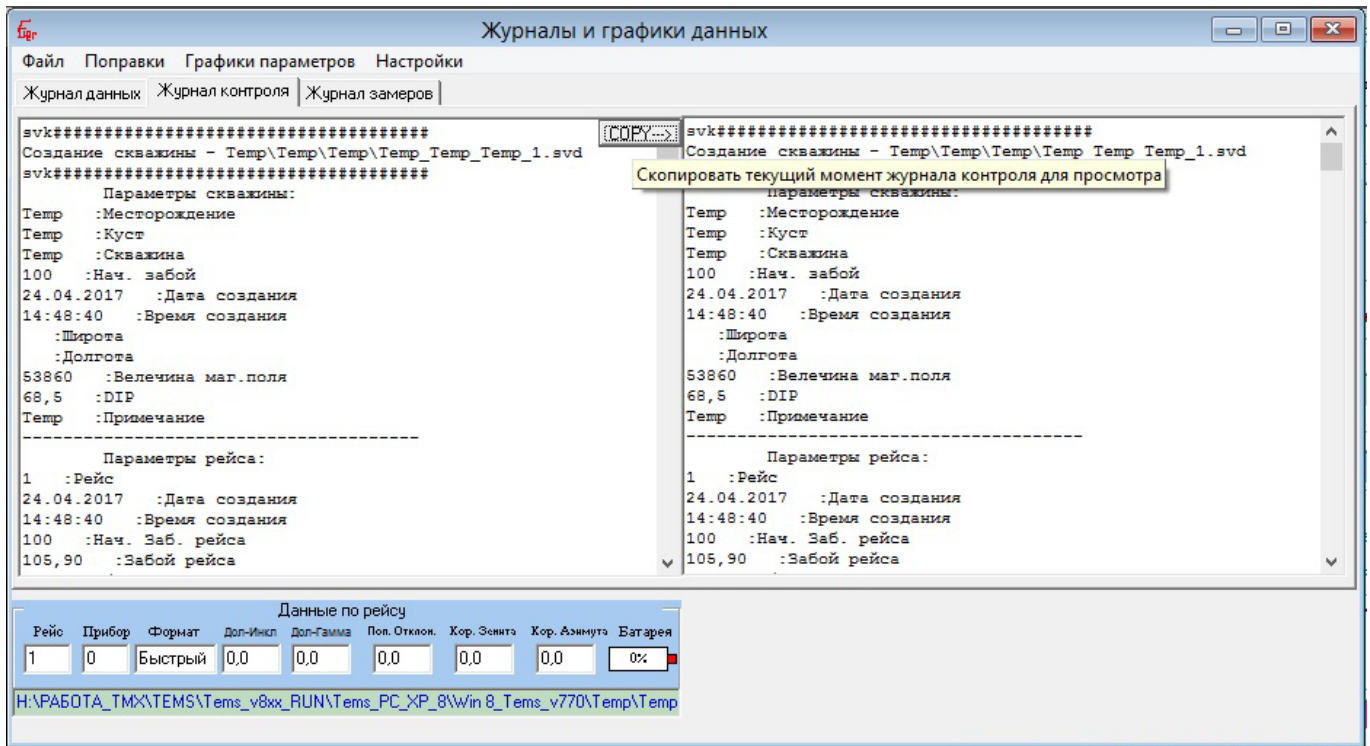 Egr
Журналы и графики данных
Файл Поправки Графики параметров Настройки
Журнал данных Журнал контроля Журнал замеров
svk#####################################
Создание скважины - Temp\Temp\Temp\Temp_Temp_Temp_1.svd
svk#####################################
Параметры скважины:
Temp :Месторождение
Temp :Куст
Temp :Скважина
100 :Нач. забой
24.04.2017 :Дата создания
14:48:40 :Время создания
:Широта
:Долгота
53860 :Велечина маг.поля
68,5 :DIP
Temp :Примечание
----------------------------------------
Параметры рейса:
1 :Рейс
24.04.2017 :Дата создания
14:48:40 :Время создания
100 :Нач. Заб. рейса
105,90 :Забой рейса
COPY-->
Скопировать текущий момент журнала контроля для просмотра
svk#####################################
Создание скважины - Temp\Temp\Temp\Temp Temp Temp_1.svd
Параметры скважины:
Temp :Месторождение
Temp :Куст
Temp :Скважина
100 :Нач. забой
24.04.2017 :Дата создания
14:48:40 :Время создания
:Широта
:Долгота
53860 :Велечина маг.поля
68,5 :DIP
Temp :Примечание
----------------------------------------
Параметры рейса:
1 :Рейс
24.04.2017 :Дата создания
14:48:40 :Время создания
100 :Нач. Заб. рейса
105,90 :Забой рейса
Данные по рейсу
Рейс Прибор Формат Дол-Инкл Дол-Гамма Поп. Отклон. Кор. Зенита Кор. Азимута Батарея
1 0 Быстрый 0,0 0,0 0,0 0,0 0,0 0%
H:\РАБОТА_TMX\TEMS\Tems_v8xx_RUN\Tems_PC_XP_8\Win 8_Tems_v770\Temp\Temp